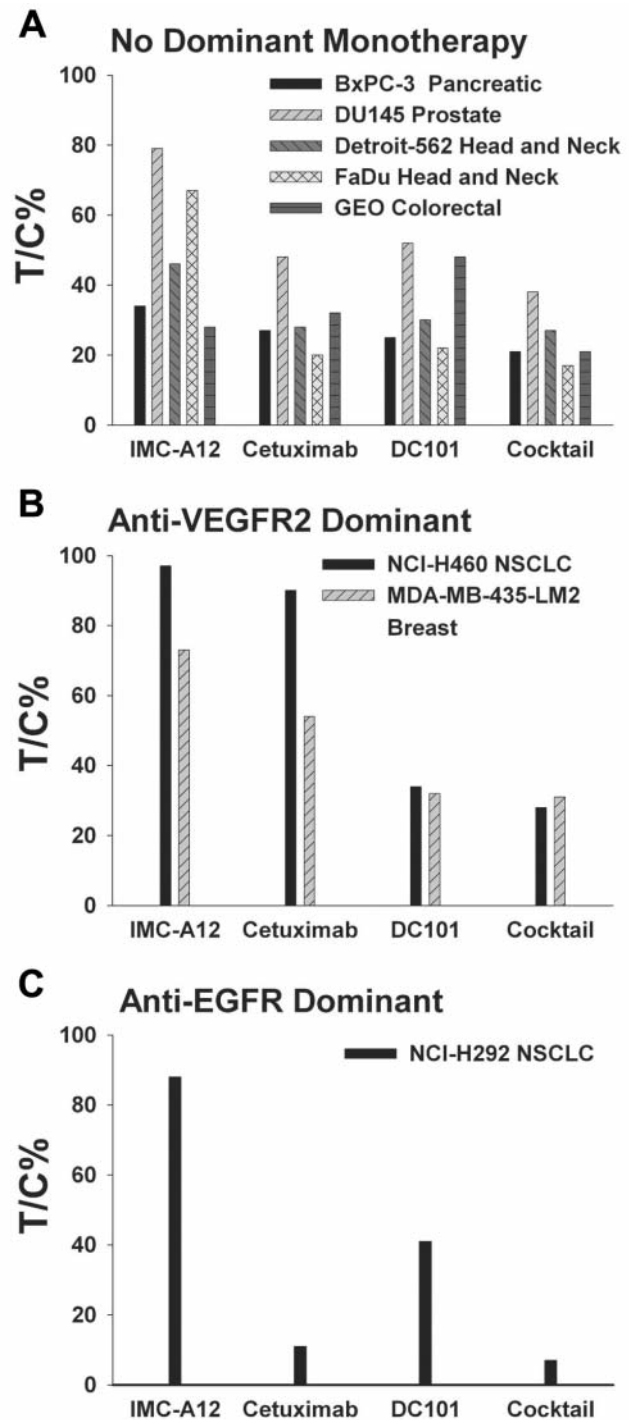 A
No Dominant Monotherapy
100
80
60
40
20
0
T/C%
BxPC-3 Pancreatic
DU145 Prostate
Detroit-562 Head and Neck
FaDu Head and Neck
GEO Colorectal
IMC-A12 Cetuximab DC101 Cocktail
B
Anti-VEGFR2 Dominant
100
80
60
40
20
0
T/C%
NCI-H460 NSCLC
MDA-MB-435-LM2
Breast
IMC-A12 Cetuximab DC101 Cocktail
C
Anti-EGFR Dominant
100
80
60
40
20
0
T/C%
NCI-H292 NSCLC
IMC-A12 Cetuximab DC101 Cocktail